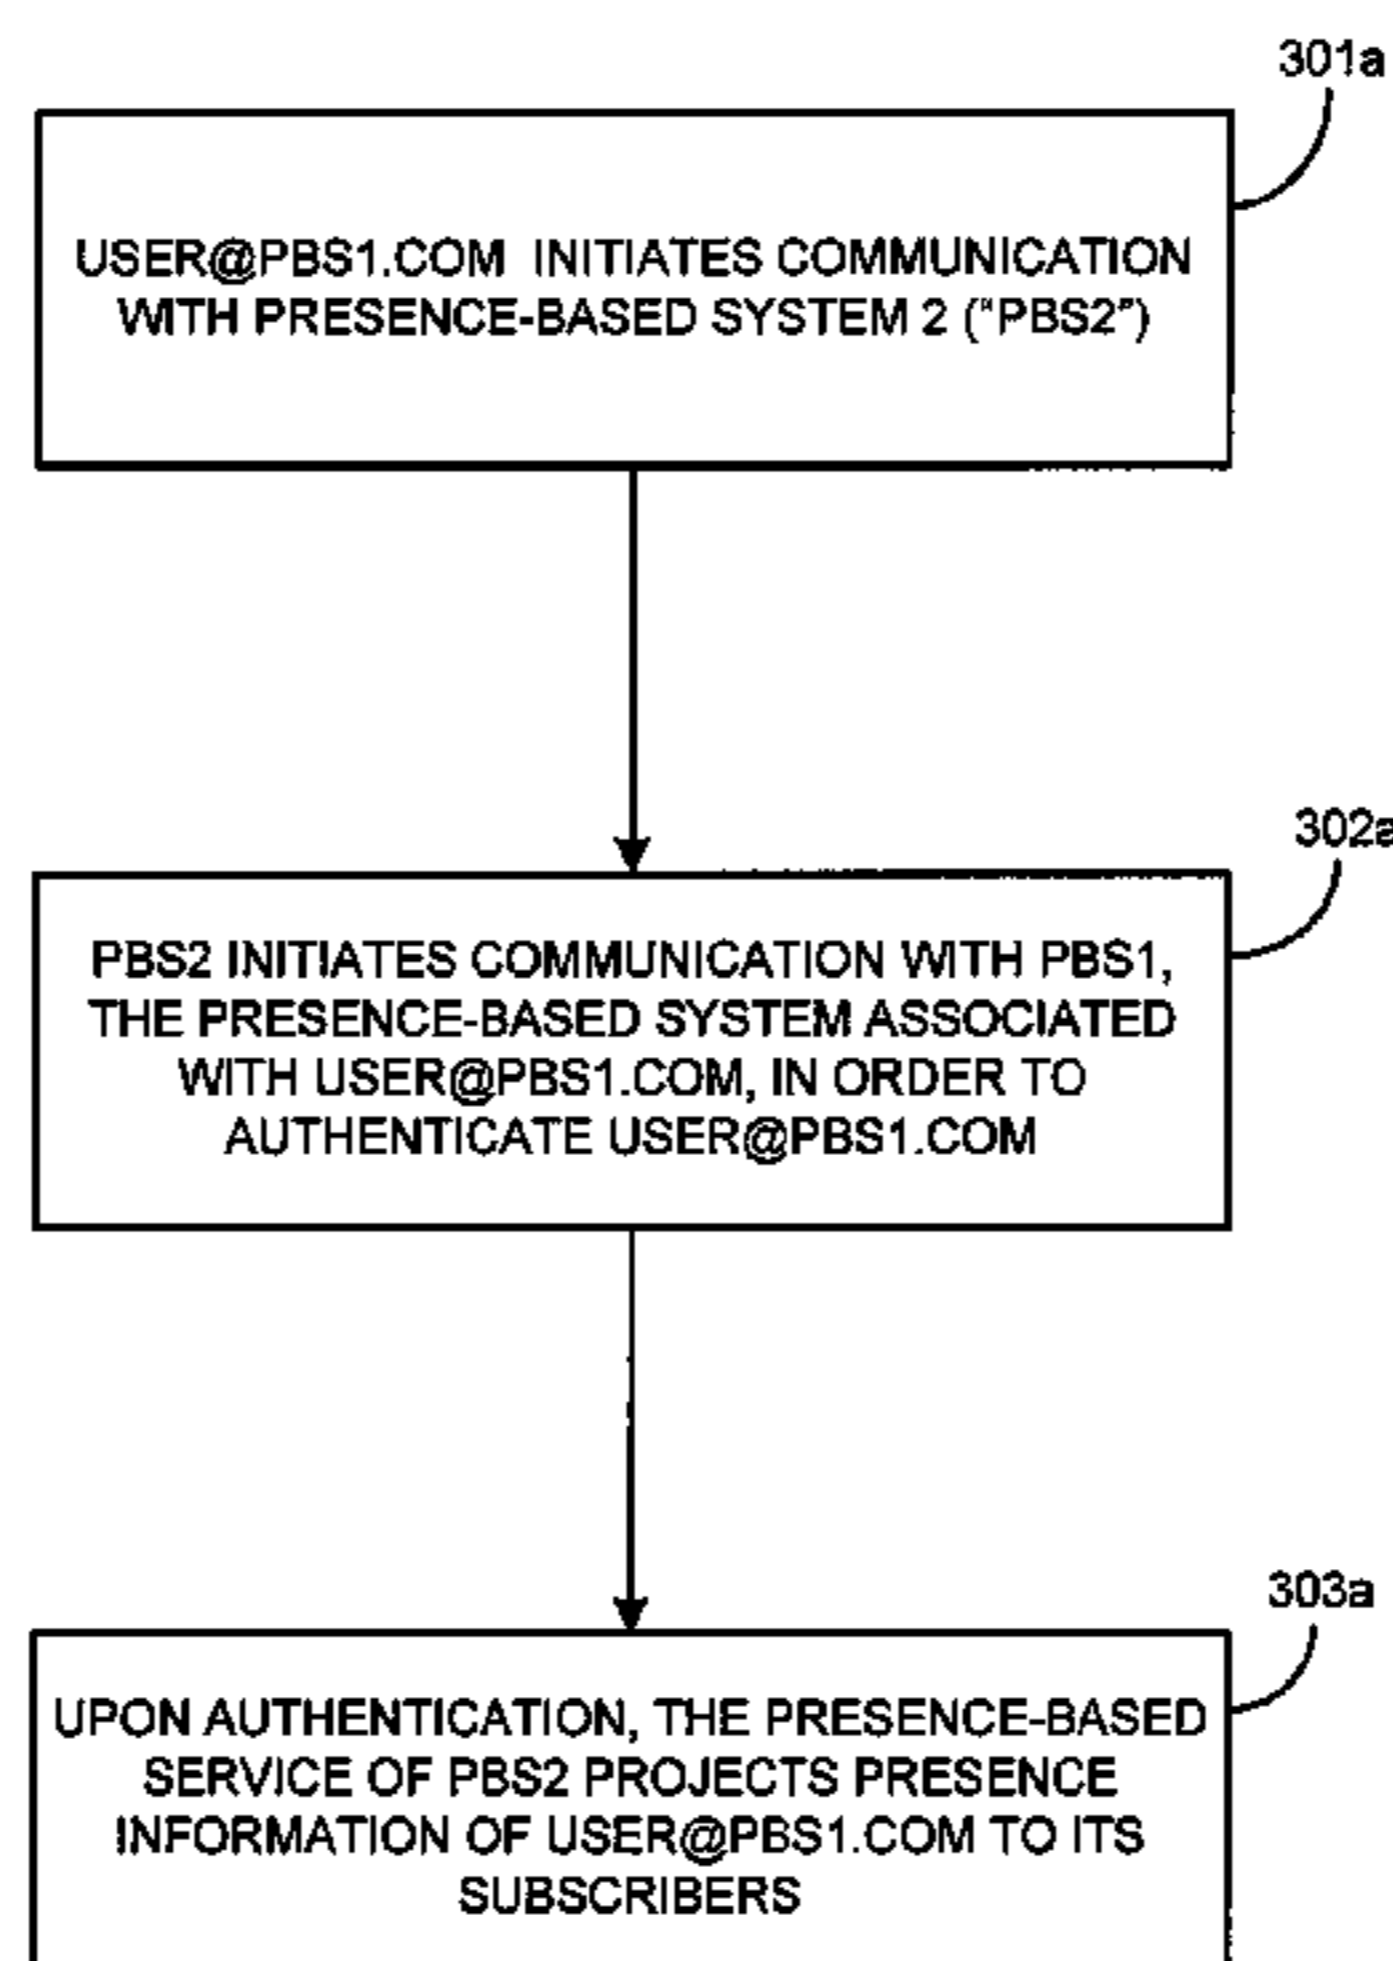 301a
USER@PBS1.COM INITIATES COMMUNICATION
WITH PRESENCE-BASED SYSTEM 2 ("PBS2")
302a
PBS2 INITIATES COMMUNICATION WITH PBS1,
THE PRESENCE-BASED SYSTEM ASSOCIATED
WITH USER@PBS1.COM, IN ORDER TO
AUTHENTICATE USER@PBS1.COM
303a
UPON AUTHENTICATION, THE PRESENCE-BASED
SERVICE OF PBS2 PROJECTS PRESENCE
INFORMATION OF USER@PBS1.COM TO ITS
SUBSCRIBERS